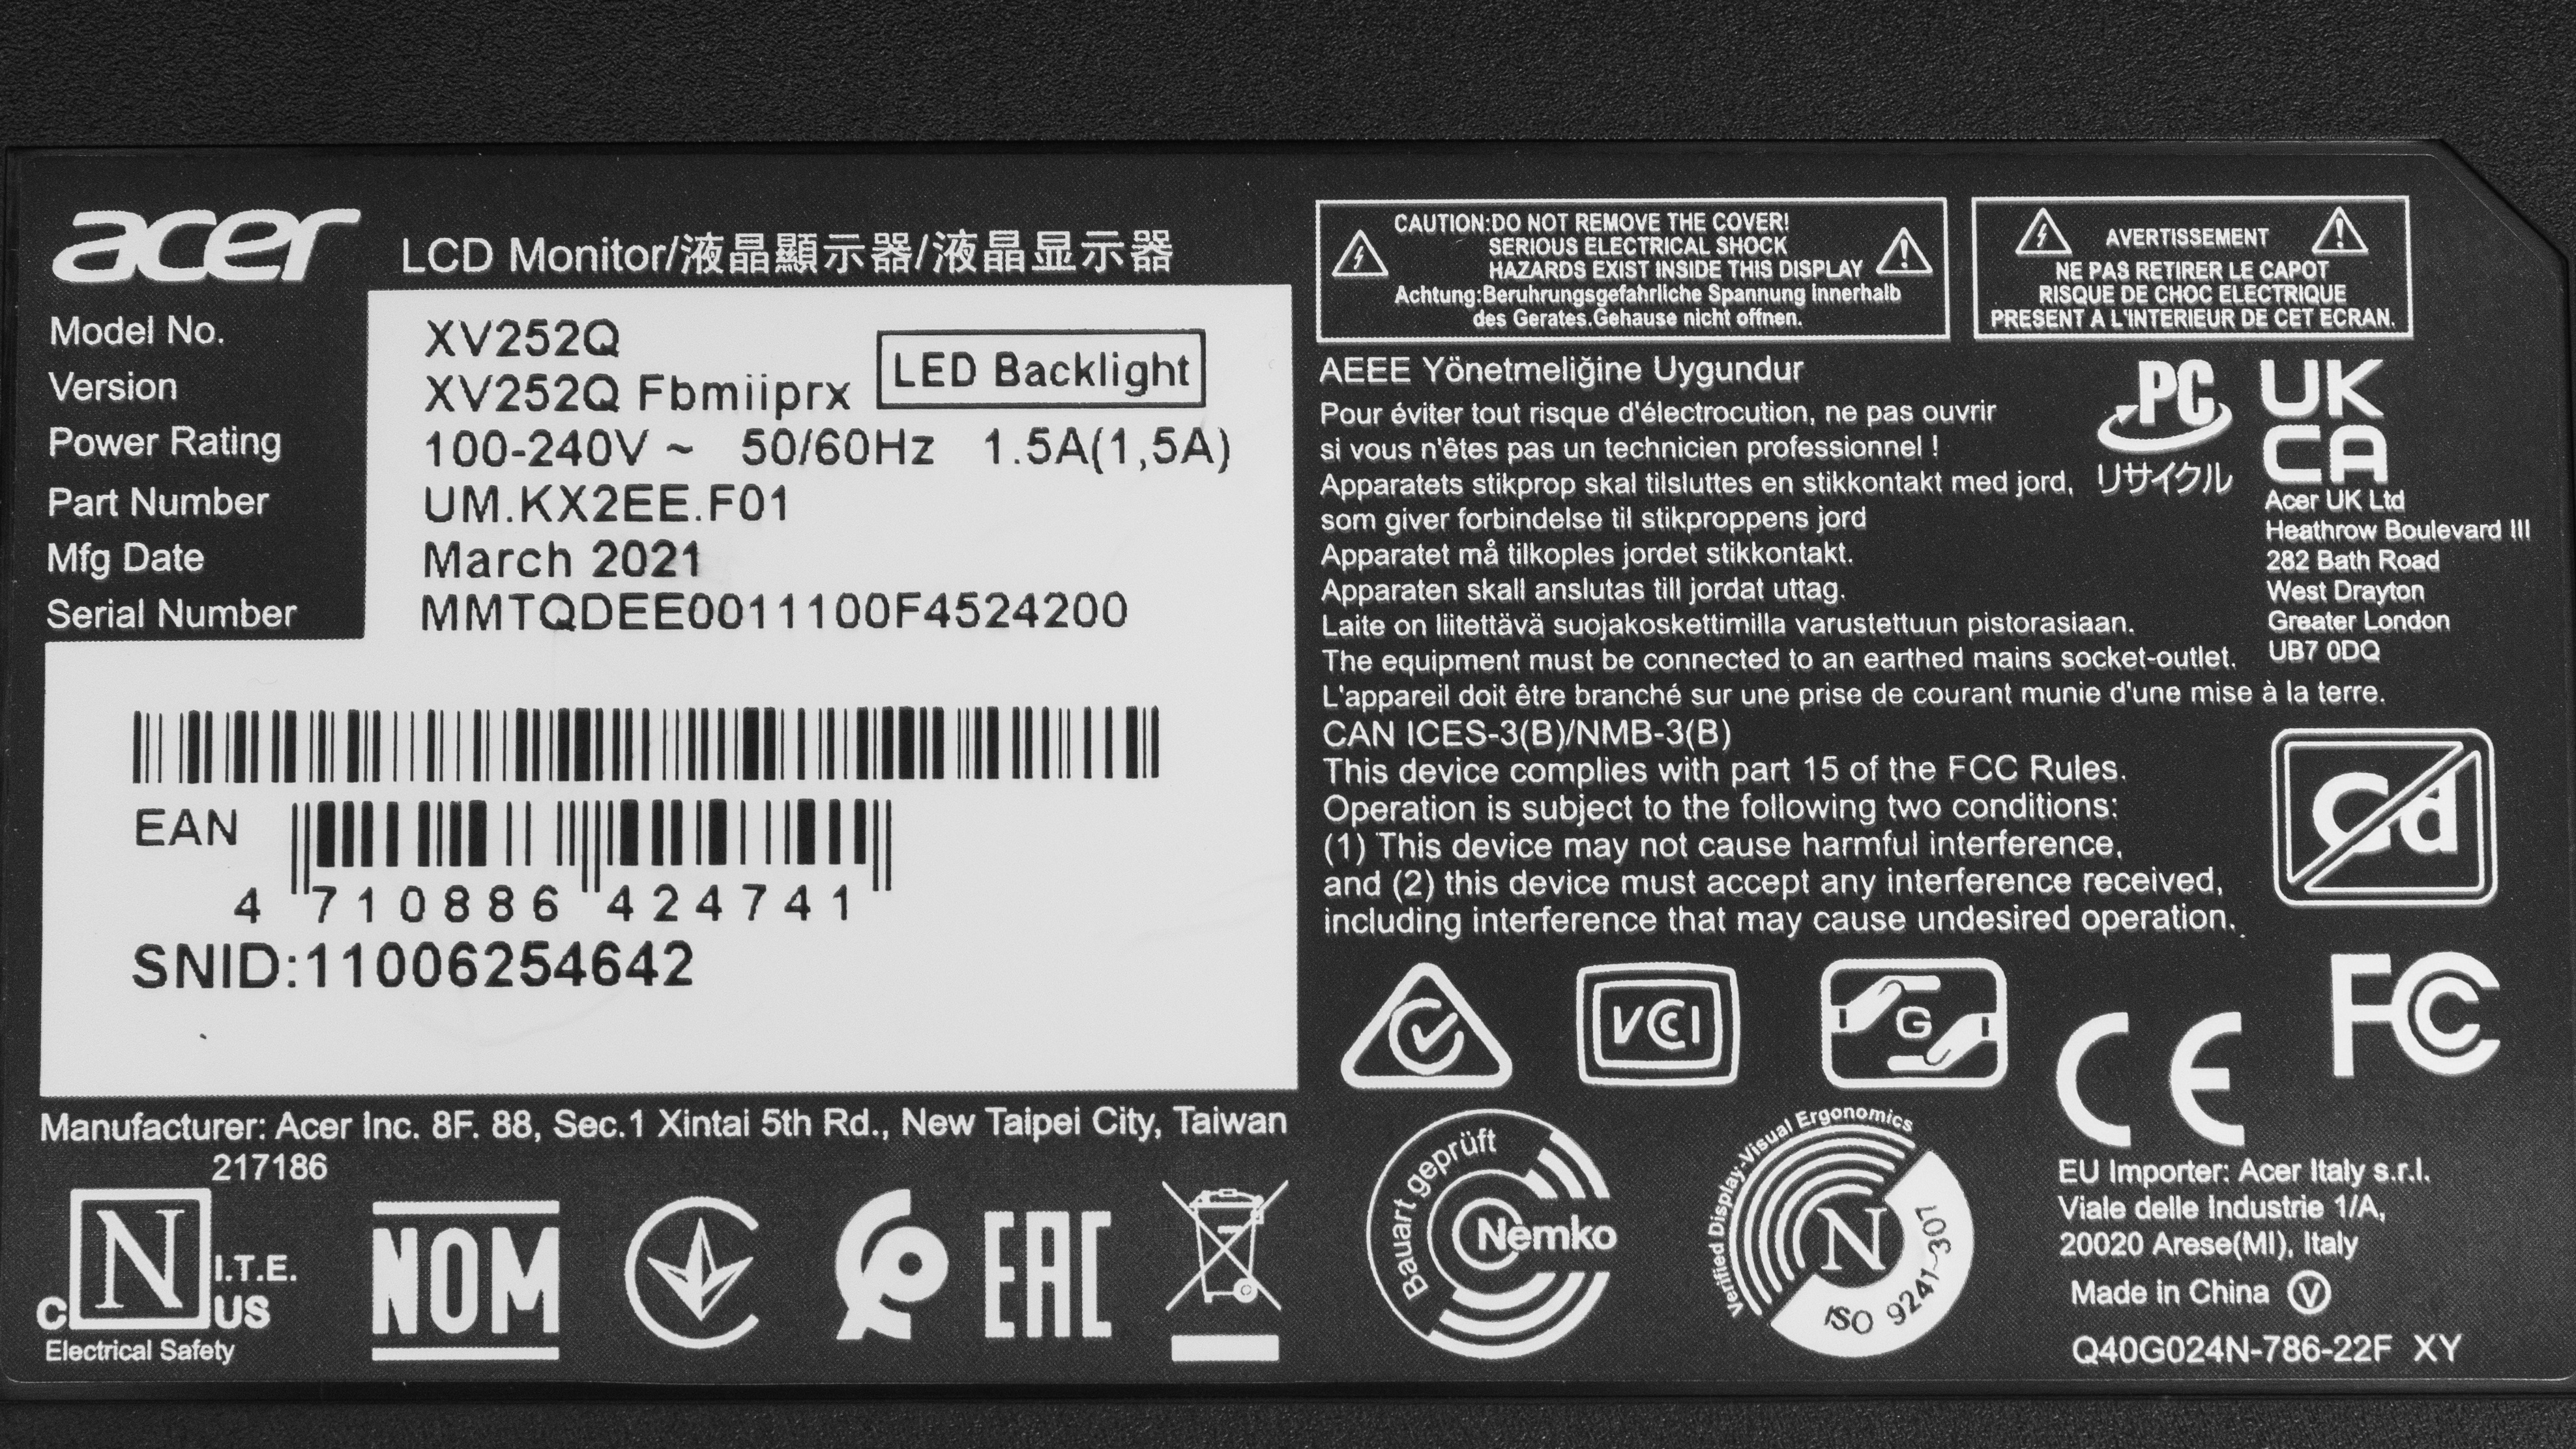 acer LCD Monitor/液晶顯示器/液晶显示器
Model No. XV252Q
Version XV252Q Fbmiiprx
LED Backlight
Power Rating 100-240V ~ 50/60Hz 1.5A(1,5A)
Part Number UM.KX2EE.F01
Mfg Date March 2021
Serial Number MMTQDEE0011100F4524200
EAN
4 710886 424741
SNID:11006254642
Manufacturer: Acer Inc. 8F. 88, Sec.1 Xintai 5th Rd., New Taipei City, Taiwan
217186
N
I.T.E.
C US
Electrical Safety
NOM
EAC
CAUTION:DO NOT REMOVE THE COVER!
SERIOUS ELECTRICAL SHOCK
HAZARDS EXIST INSIDE THIS DISPLAY
Achtung:Beruhrungsgefahrliche Spannung innerhalb
des Gerates.Gehause nicht offnen.
AVERTISSEMENT
NE PAS RETIRER LE CAPOT
RISQUE DE CHOC ELECTRIQUE
PRESENT A L'INTERIEUR DE CET ECRAN.
AEEE Yönetmeliğine Uygundur
Pour éviter tout risque d'électrocution, ne pas ouvrir
si vous n'êtes pas un technicien professionnel !
Apparatets stikprop skal tilsluttes en stikkontakt med jord,
som giver forbindelse til stikproppens jord
Apparatet må tilkoples jordet stikkontakt.
Apparaten skall anslutas till jordat uttag.
Laite on liitettävä suojakoskettimilla varustettuun pistorasiaan.
The equipment must be connected to an earthed mains socket-outlet.
L'appareil doit être branché sur une prise de courant munie d'une mise à la terre.
CAN ICES-3(B)/NMB-3(B)
This device complies with part 15 of the FCC Rules.
Operation is subject to the following two conditions:
(1) This device may not cause harmful interference,
and (2) this device must accept any interference received,
including interference that may cause undesired operation.
PC
リサイクル
UK
CA
Acer UK Ltd
Heathrow Boulevard III
282 Bath Road
West Drayton
Greater London
UB7 0DQ
Cd
VCCI
G
CE
FC
Bauart geprüft
Nemko
Verified Display-Visual Ergonomics
N
ISO 9241-307
EU Importer: Acer Italy s.r.l.
Viale delle Industrie 1/A,
20020 Arese(MI), Italy
Made in China V
Q40G024N-786-22F XY